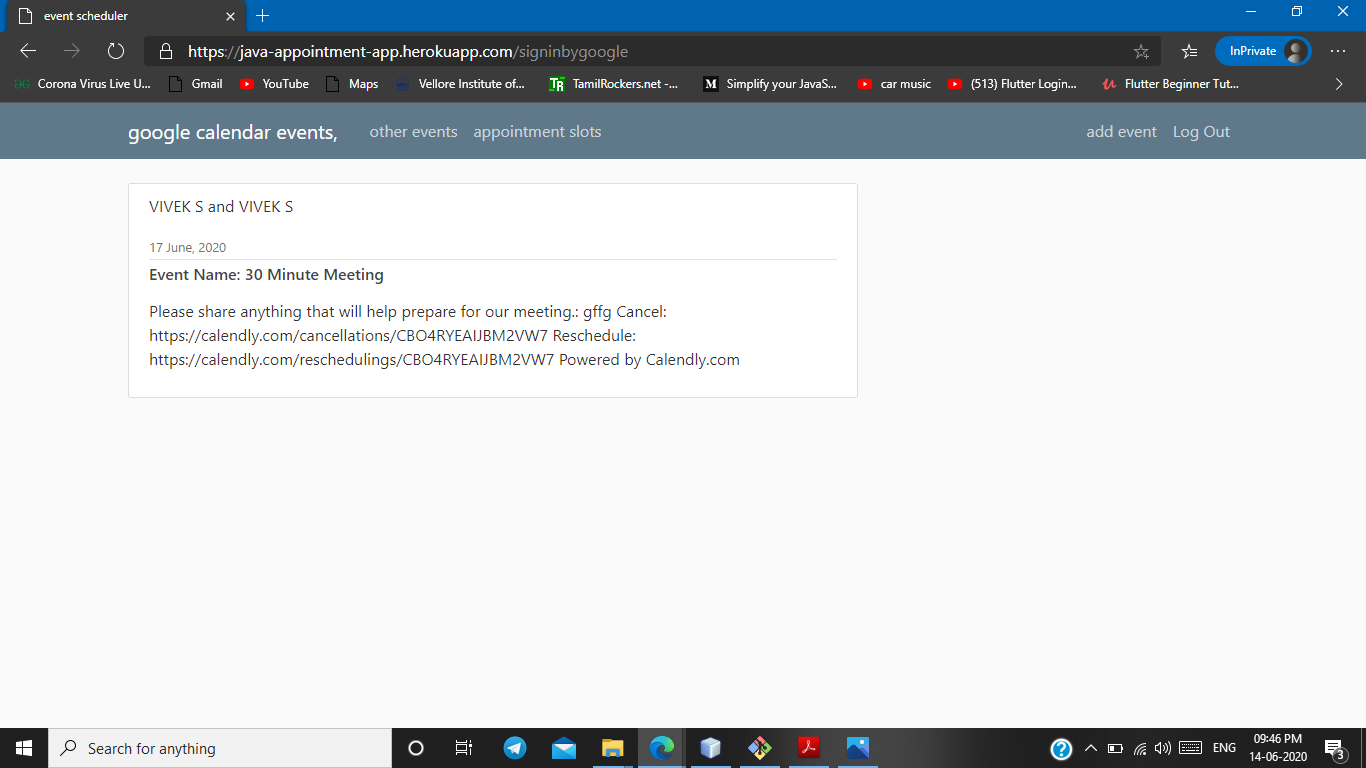 event scheduler
https://java-appointment-app.herokuapp.com/signinbygoogle
InPrivate
Corona Virus Live U... Gmail YouTube Maps Vellore Institute of... TamilRockers.net -... Simplify your JavaS... car music (513) Flutter Login... Flutter Beginner Tut...
google calendar events, other events appointment slots add event Log Out
VIVEK S and VIVEK S
17 June, 2020
Event Name: 30 Minute Meeting
Please share anything that will help prepare for our meeting.: gffg Cancel:
https://calendly.com/cancellations/CBO4RYEAIJBM2VW7 Reschedule:
https://calendly.com/reschedulings/CBO4RYEAIJBM2VW7 Powered by Calendly.com
Search for anything
ENG
09:46 PM
14-06-2020
3